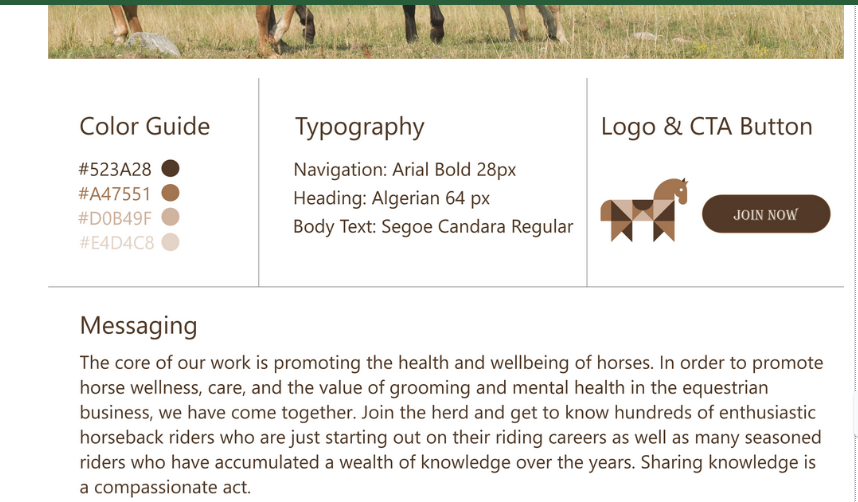 Color Guide
#523A28
#A47551
#D0B49F
#E4D4C8
Typography
Navigation: Arial Bold 28px
Heading: Algerian 64 px
Body Text: Segoe Candara Regular
Logo & CTA Button
JOIN NOW
Messaging
The core of our work is promoting the health and wellbeing of horses. In order to promote
horse wellness, care, and the value of grooming and mental health in the equestrian
business, we have come together. Join the herd and get to know hundreds of enthusiastic
horseback riders who are just starting out on their riding careers as well as many seasoned
riders who have accumulated a wealth of knowledge over the years. Sharing knowledge is
a compassionate act.